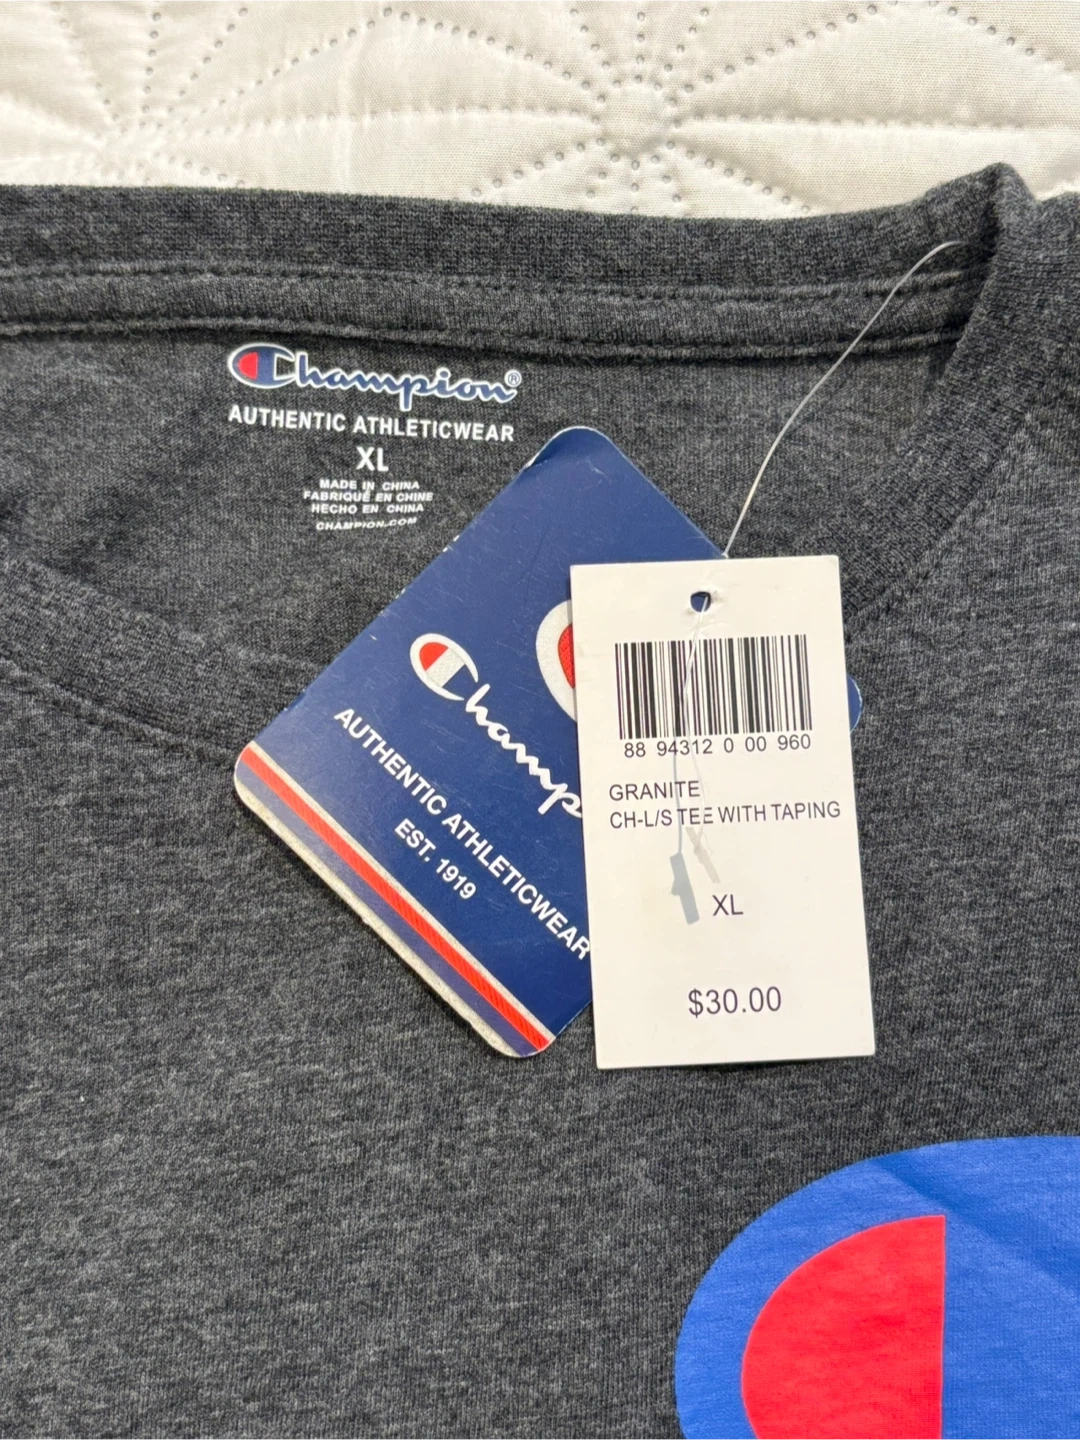 Champion®
AUTHENTIC ATHLETICWEAR
XL
MADE IN CHINA
FABRIQUÉ EN CHINE
HECHO EN CHINA
CHAMPION.COM
Champ
AUTHENTIC ATHLETICWEAR
EST. 1919
88 94312 0 00 960
GRANITE
CH-L/S TEE WITH TAPING
XL
$30.00